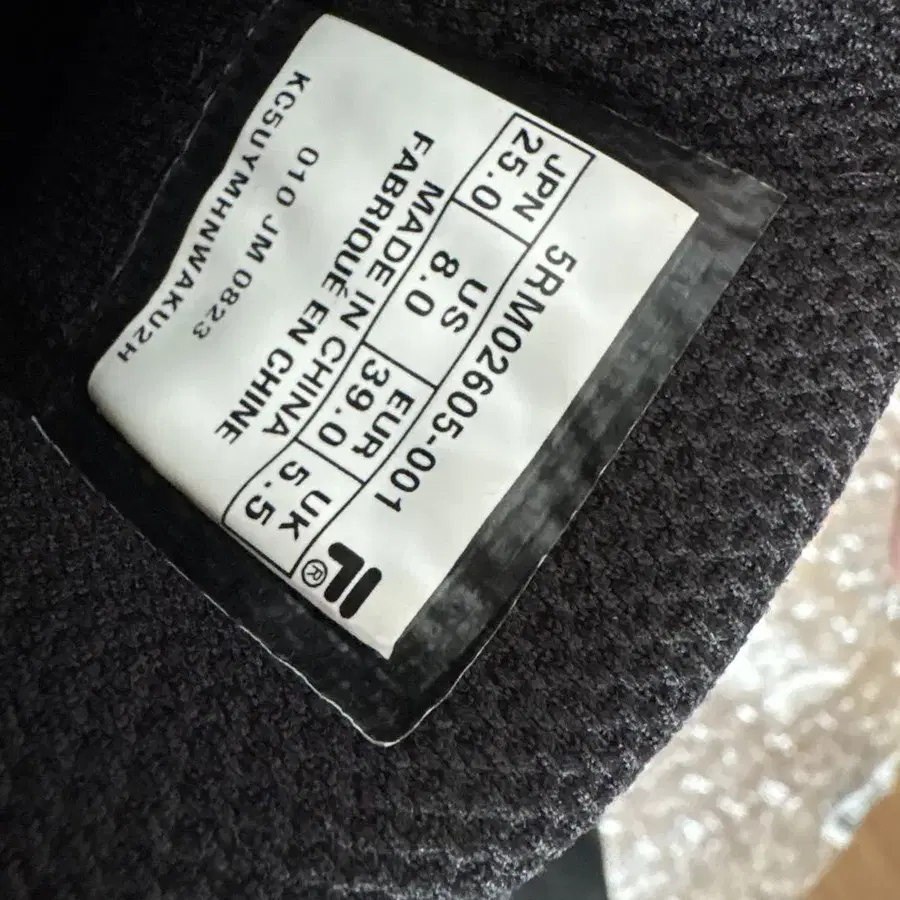 5RM02605-001
JPN US EUR UK
25.0 8.0 39.0 5.5
MADE IN CHINA
FABRIQUÉ EN CHINE
010 JM 0823
KC5UYMHNWAKU2H